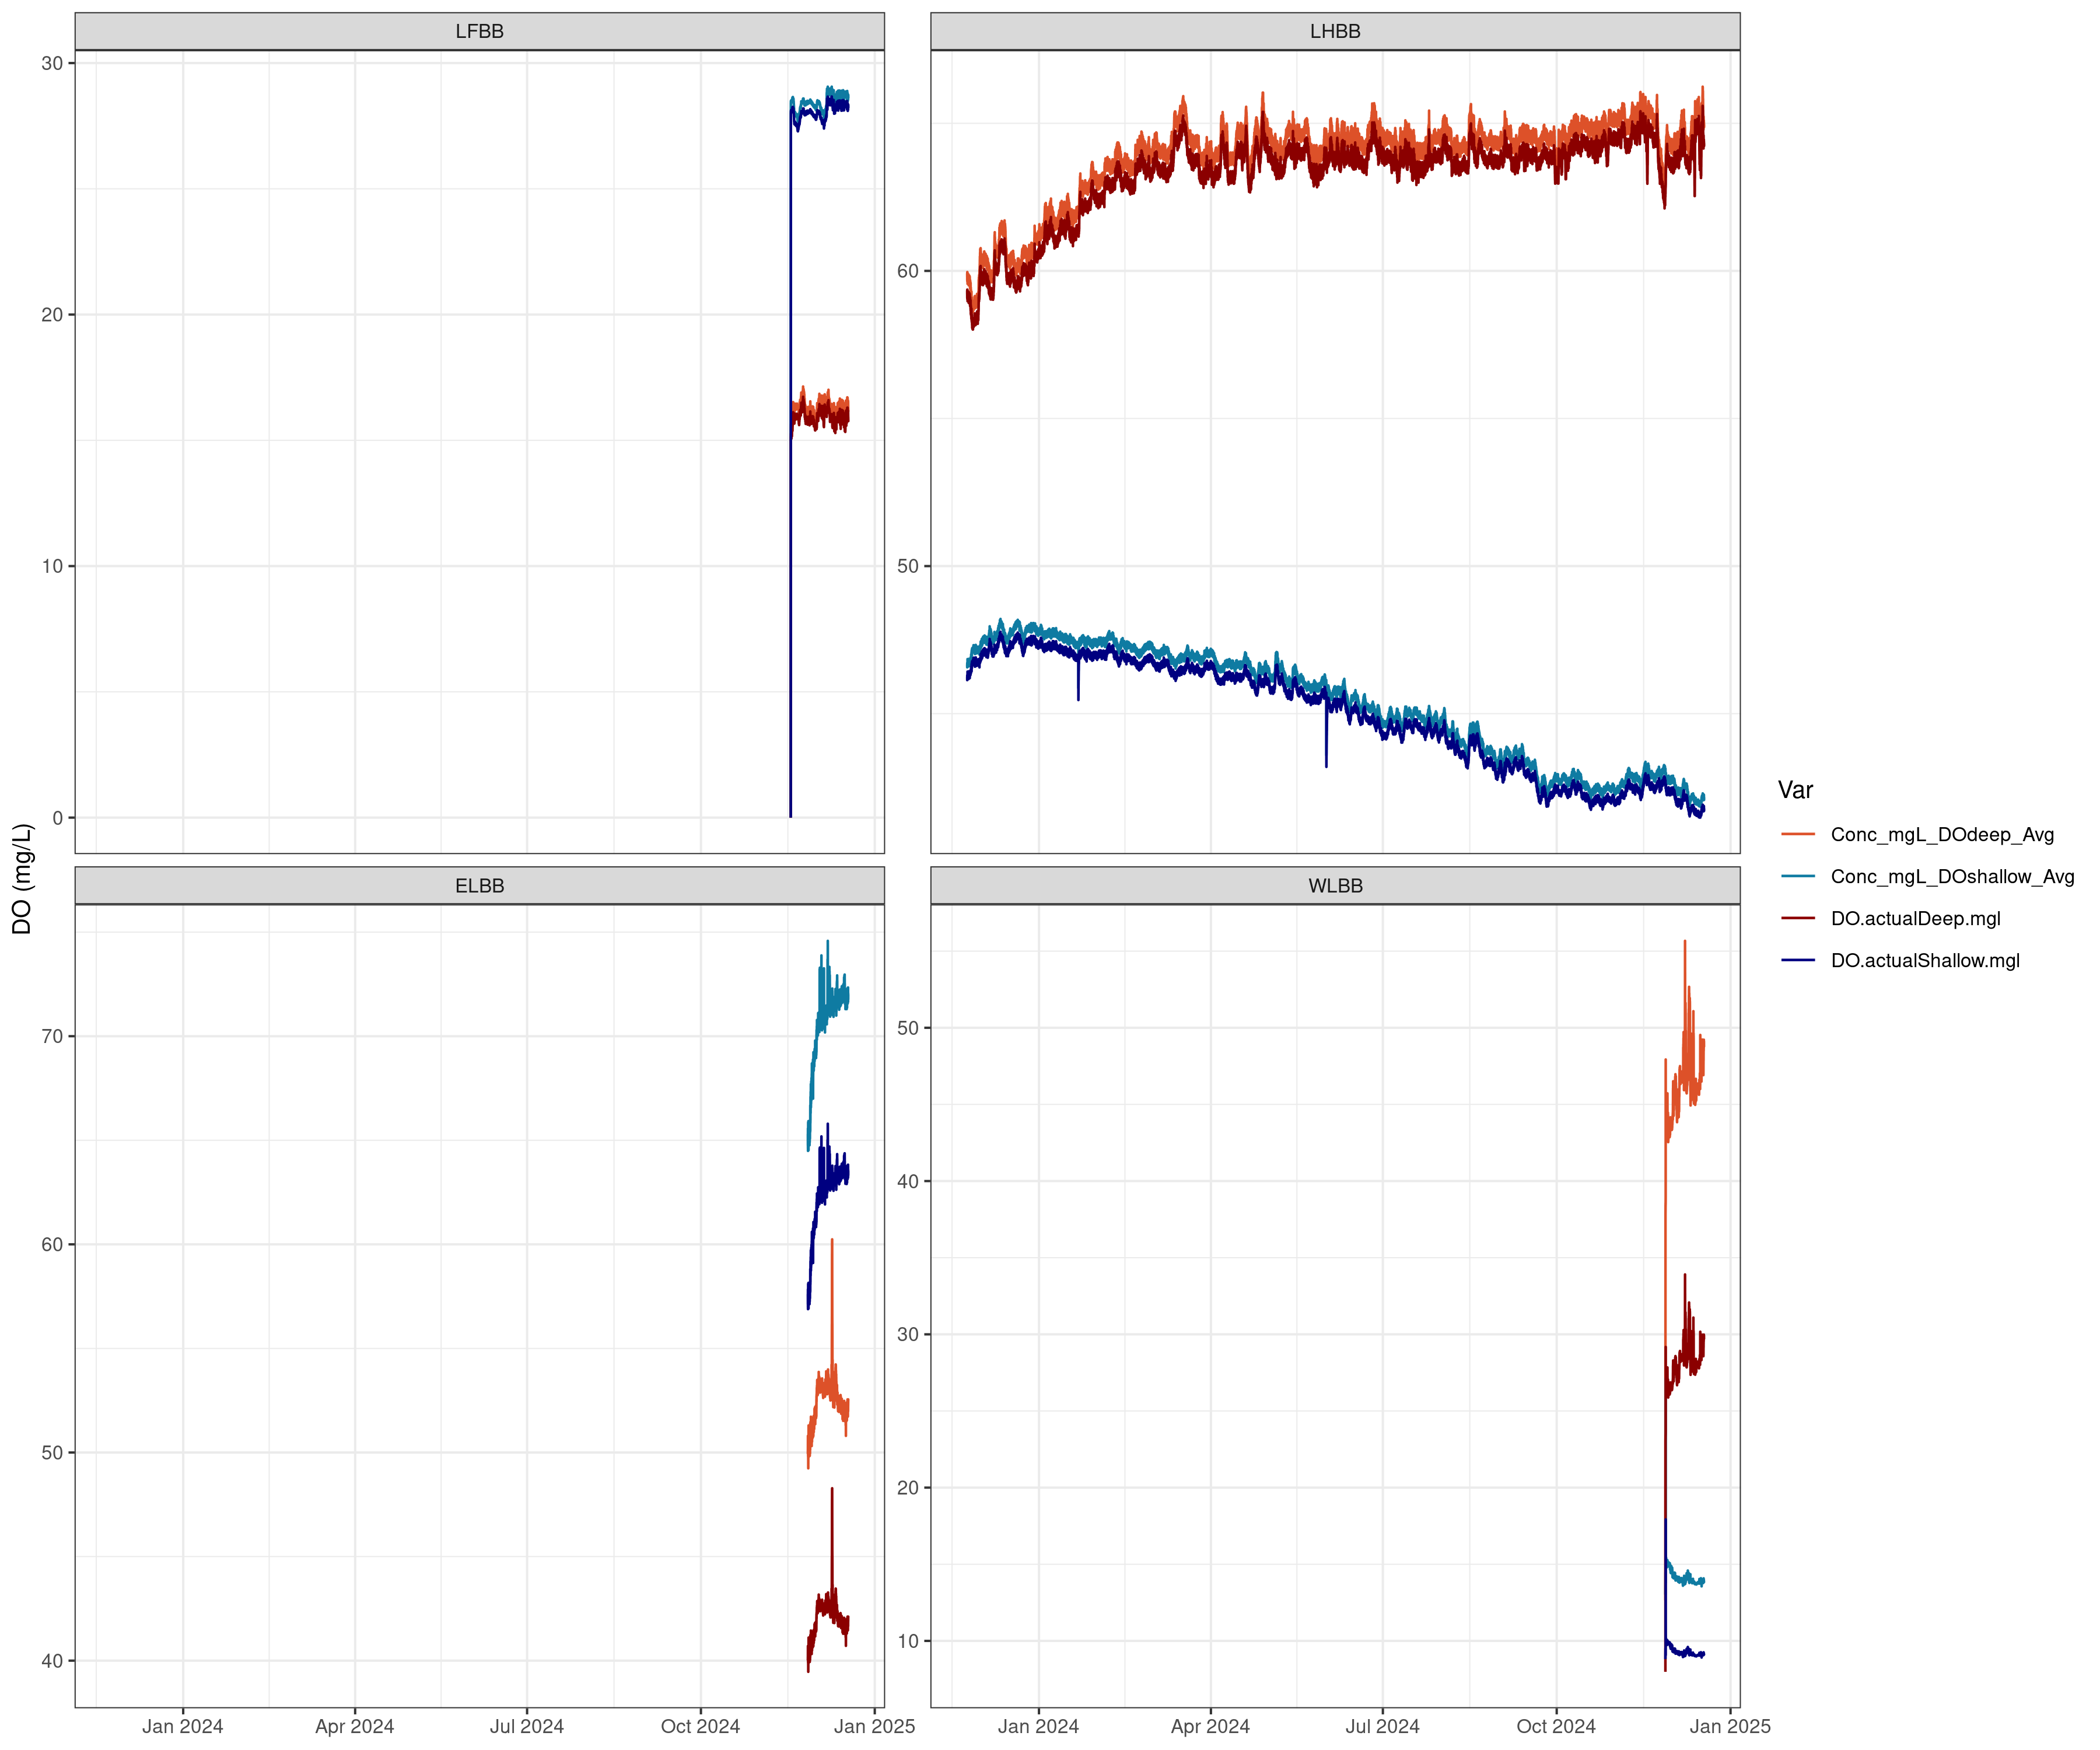 LFBB
LHBB
30
20
10
0
60
50
DO (mg/L)
ELBB
WLBB
70
60
50
40
50
40
30
20
10
Jan 2024 Apr 2024 Jul 2024 Oct 2024 Jan 2025
Jan 2024 Apr 2024 Jul 2024 Oct 2024 Jan 2025
Var
Conc_mgL_DOdeep_Avg
Conc_mgL_DOshallow_Avg
DO.actualDeep.mgl
DO.actualShallow.mgl